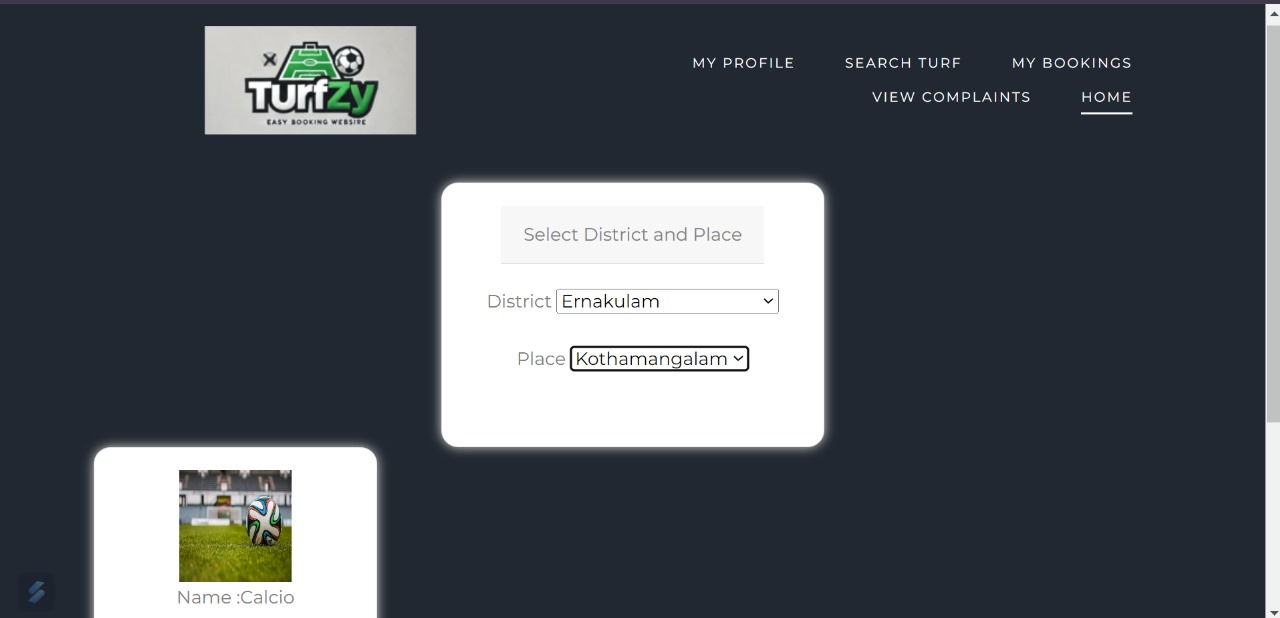 TurfZy
EASY BOOKING WEBSIRE
MY PROFILE SEARCH TURF MY BOOKINGS
VIEW COMPLAINTS HOME
Select District and Place
District Ernakulam
Place Kothamangalam
Name :Calcio